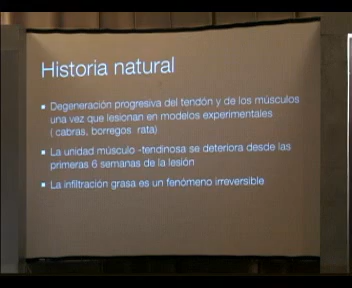 Historia natural
▪ Degeneración progresiva del tendón y de los músculos
una vez que lesionan en modelos experimentales
( cabras, borregos rata)
▪ La unidad músculo -tendinosa se deteriora desde las
primeras 6 semanas de la lesión
▪ La infiltración grasa es un fenómeno irreversible